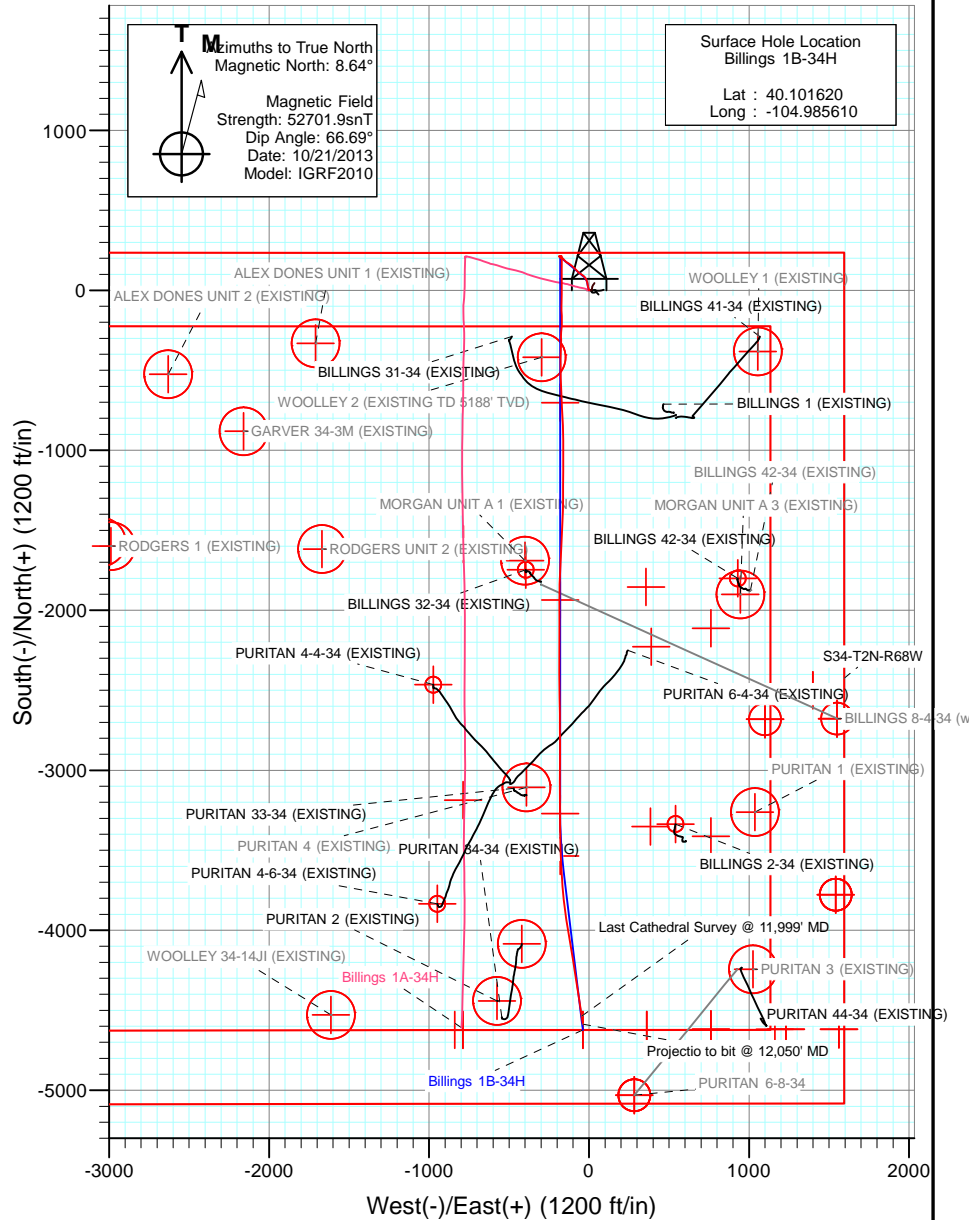 T
M
Azimuths to True North
Magnetic North: 8.64°
Magnetic Field
Strength: 52701.9snT
Dip Angle: 66.69°
Date: 10/21/2013
Model: IGRF2010
Surface Hole Location
Billings 1B-34H
Lat : 40.101620
Long : -104.985610
1000
0
-1000
-2000
-3000
-4000
-5000
South(-)/North(+) (1200 ft/in)
ALEX DONES UNIT 1 (EXISTING)
WOOLLEY 1 (EXISTING)
ALEX DONES UNIT 2 (EXISTING)
BILLINGS 41-34 (EXISTING)
BILLINGS 31-34 (EXISTING)
WOOLLEY 2 (EXISTING TD 5188' TVD)
BILLINGS 1 (EXISTING)
GARVER 34-3M (EXISTING)
BILLINGS 42-34 (EXISTING)
MORGAN UNIT A 1 (EXISTING)
MORGAN UNIT A 3 (EXISTING)
RODGERS 1 (EXISTING)
RODGERS UNIT 2 (EXISTING)
BILLINGS 42-34 (EXISTING)
BILLINGS 32-34 (EXISTING)
PURITAN 4-4-34 (EXISTING)
S34-T2N-R68W
PURITAN 6-4-34 (EXISTING)
BILLINGS 8-4-34 (w
PURITAN 1 (EXISTING)
PURITAN 33-34 (EXISTING)
PURITAN 4 (EXISTING)
PURITAN 34-34 (EXISTING)
BILLINGS 2-34 (EXISTING)
PURITAN 4-6-34 (EXISTING)
PURITAN 2 (EXISTING)
Last Cathedral Survey @ 11,999' MD
WOOLLEY 34-14JI (EXISTING)
Billings 1A-34H
PURITAN 3 (EXISTING)
PURITAN 44-34 (EXISTING)
Projectio to bit @ 12,050' MD
Billings 1B-34H
PURITAN 6-8-34
-3000 -2000 -1000 0 1000 2000
West(-)/East(+) (1200 ft/in)